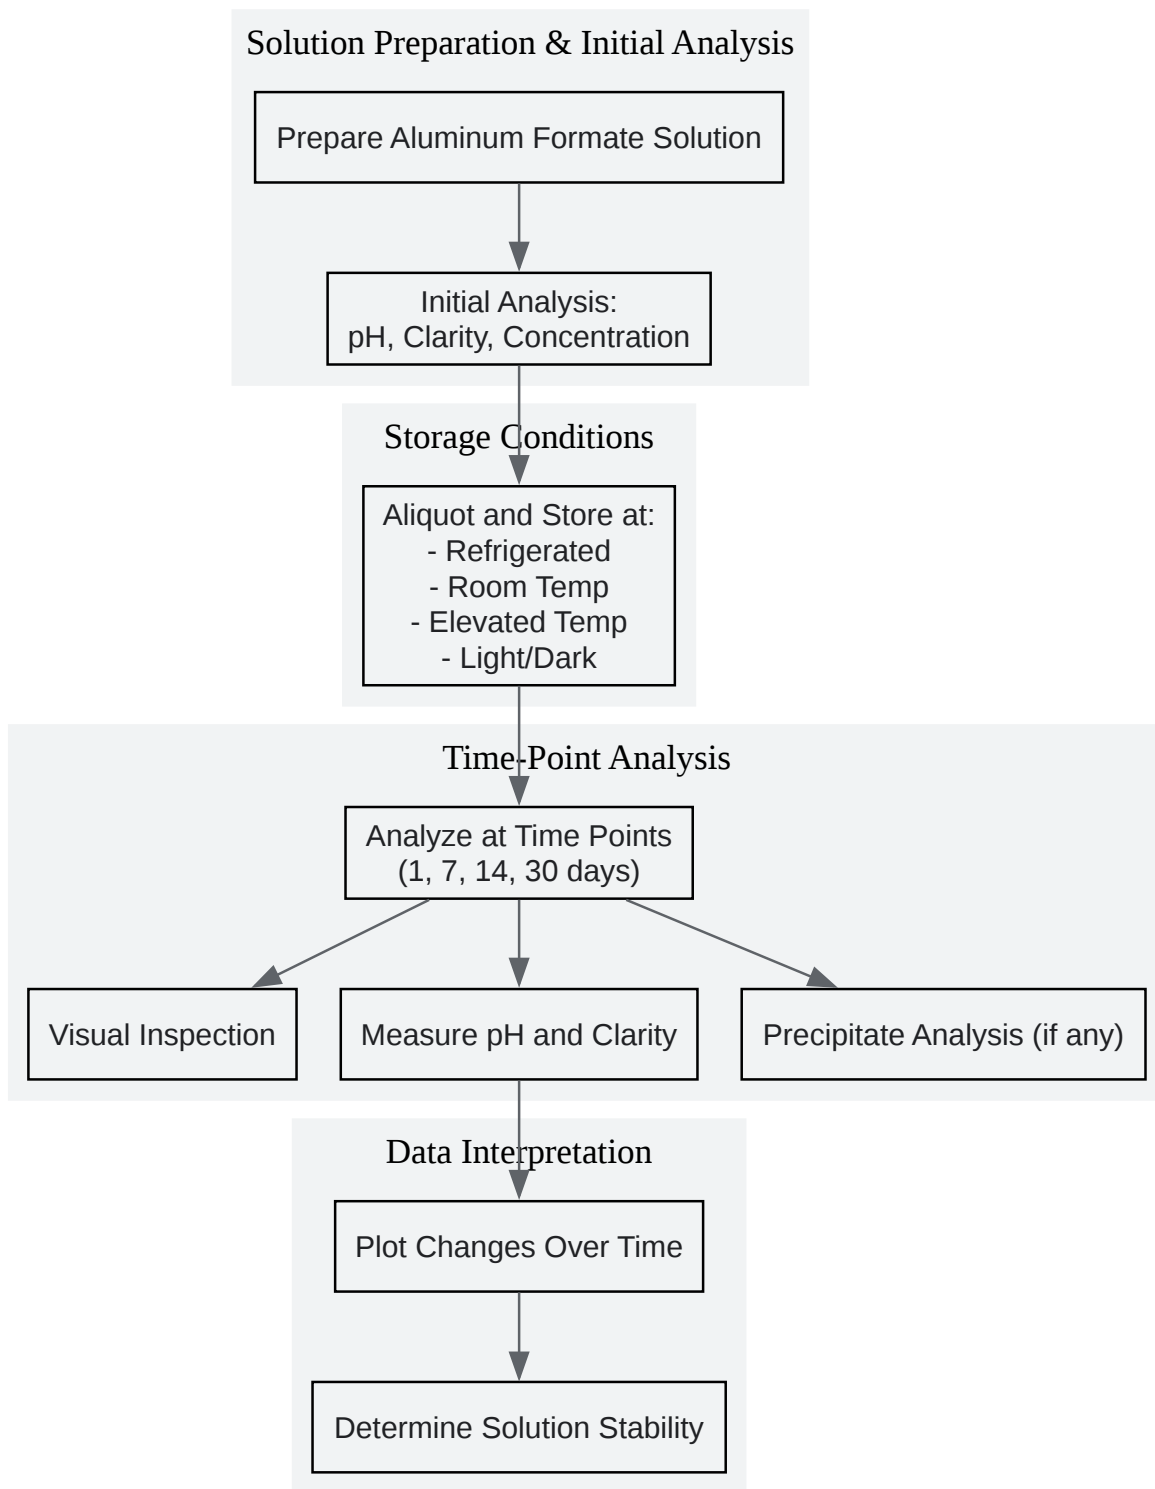 Solution Preparation & Initial Analysis
Prepare Aluminum Formate Solution
Initial Analysis:
pH, Clarity, Concentration
Storage Conditions
Aliquot and Store at:
- Refrigerated
- Room Temp
- Elevated Temp
- Light/Dark
Time-Point Analysis
Analyze at Time Points
(1, 7, 14, 30 days)
Visual Inspection
Measure pH and Clarity
Precipitate Analysis (if any)
Data Interpretation
Plot Changes Over Time
Determine Solution Stability